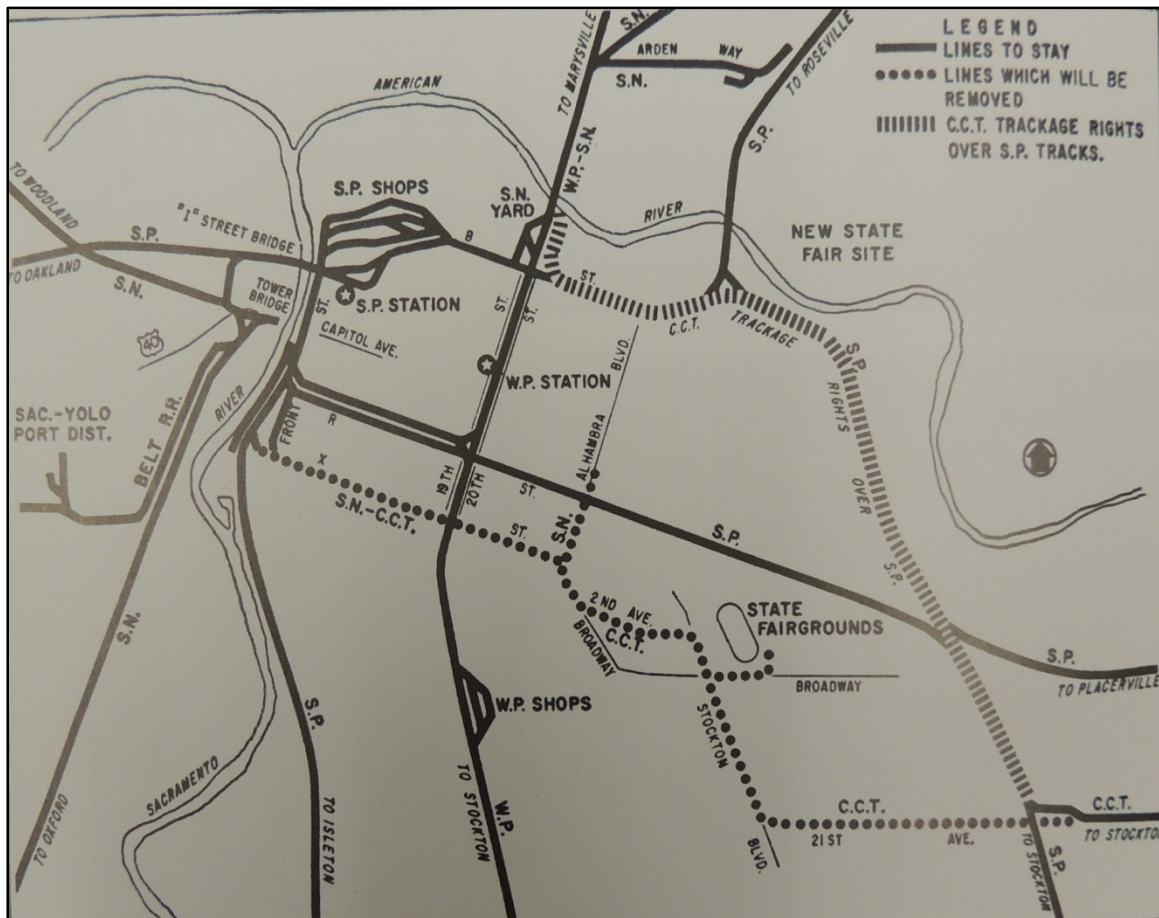 LEGEND
LINES TO STAY
LINES WHICH WILL BE
REMOVED
C.C.T. TRACKAGE RIGHTS
OVER S.P. TRACKS.
S.N.
ARDEN WAY
S.N.
TO MARYSVILLE
TO ROSEVILLE
S.P.
AMERICAN
RIVER
W.P.-S.N.
S.N.
YARD
S.P. SHOPS
TO WOODLAND
"I" STREET BRIDGE
S.P.
TO OAKLAND
S.N.
B
ST.
NEW STATE
FAIR SITE
TOWER
BRIDGE
ST.
S.P. STATION
CAPITOL AVE.
40
ST.
ST.
C.C.T.
TRACKAGE
RIGHTS
OVER
S.P.
S.P.
BLVD.
ALHAMBRA
W.P. STATION
SAC.-YOLO
PORT DIST.
BELT R.R.
RIVER
FRONT
R
ST.
19TH
20TH
X
S.N.-C.C.T.
ST.
S.N.
S.P.
2ND AVE.
C.C.T.
BROADWAY
STATE
FAIRGROUNDS
BROADWAY
S.P.
TO PLACERVILLE
S.N.
S.P.
W.P. SHOPS
STOCKTON
SACRAMENTO
TO OXFORD
TO ISLETON
TO STOCKTON
W.P.
BLVD.
C.C.T.
21ST AVE.
C.C.T.
TO STOCKTON
TO STOCKTON
S.P.